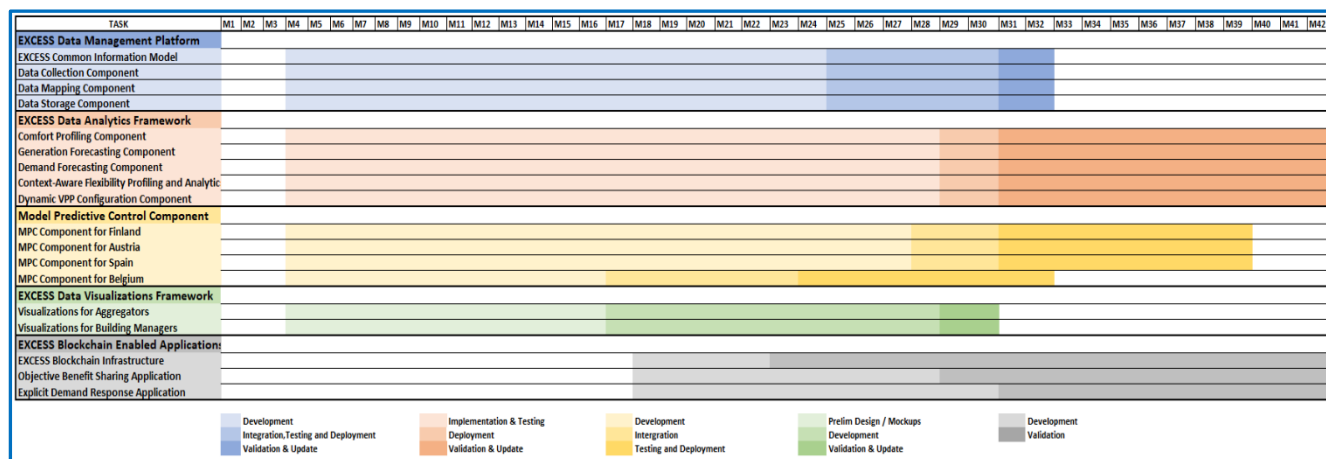 TASK M1 M2 M3 M4 M5 M6 M7 M8 M9 M10 M11 M12 M13 M14 M15 M16 M17 M18 M19 M20 M21 M22 M23 M24 M25 M26 M27 M28 M29 M30 M31 M32 M33 M34 M35 M36 M37 M38 M39 M40 M41 M42
EXCESS Data Management Platform
EXCESS Common Information Model
Data Collection Component
Data Mapping Component
Data Storage Component
EXCESS Data Analytics Framework
Comfort Profiling Component
Generation Forecasting Component
Demand Forecasting Component
Context-Aware Flexibility Profiling and Analytic
Dynamic VPP Configuration Component
Model Predictive Control Component
MPC Component for Finland
MPC Component for Austria
MPC Component for Spain
MPC Component for Belgium
EXCESS Data Visualizations Framework
Visualizations for Aggregators
Visualizations for Building Managers
EXCESS Blockchain Enabled Applications
EXCESS Blockchain Infrastructure
Objective Benefit Sharing Application
Explicit Demand Response Application
Development Implementation & Testing Development Prelim Design / Mockups Development
Integration,Testing and Deployment Deployment Intergration Development Validation
Validation & Update Validation & Update Testing and Deployment Validation & Update